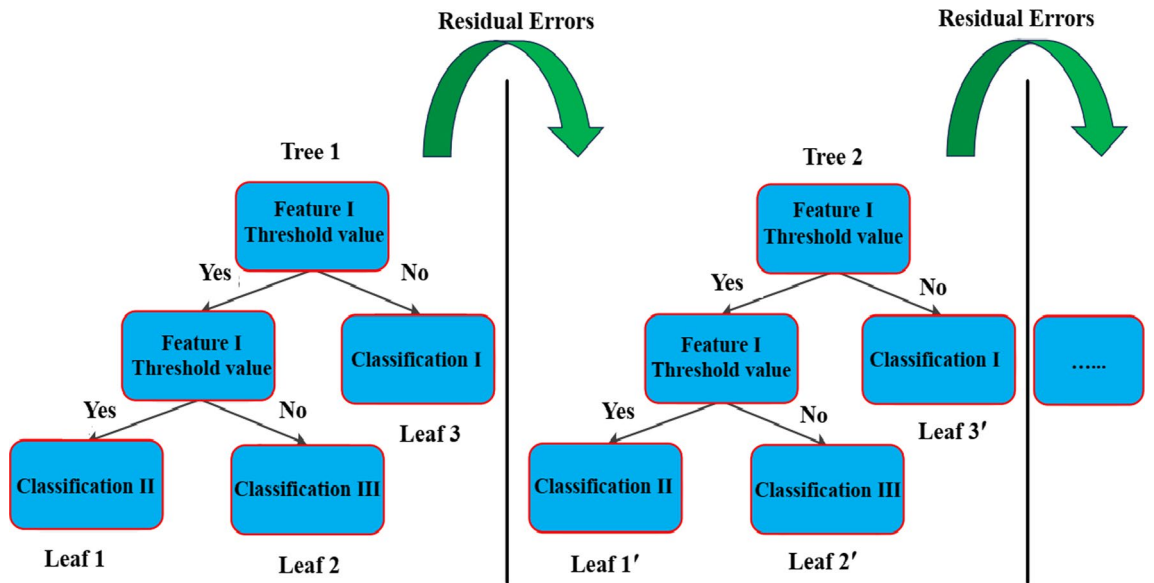 Residual Errors
Residual Errors
Tree 1
Feature I
Threshold value
Yes
No
Feature I
Threshold value
Classification I
Yes
No
Leaf 3
Classification II
Classification III
Leaf 1
Leaf 2
Tree 2
Feature I
Threshold value
Yes
No
Feature I
Threshold value
Classification I
Yes
No
Leaf 3′
Classification II
Classification III
Leaf 1′
Leaf 2′
…...